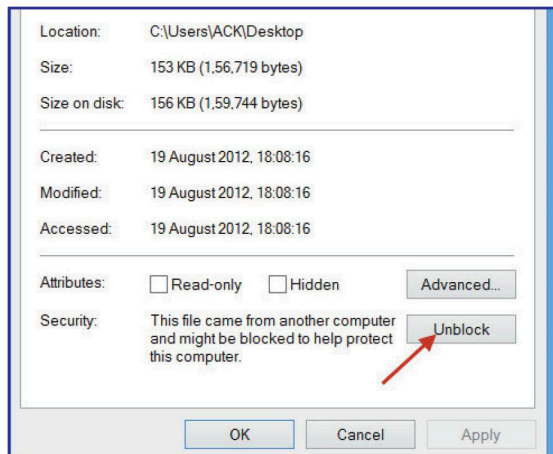 Location: C:\Users\ACK\Desktop
Size: 153 KB (1,56,719 bytes)
Size on disk: 156 KB (1,59,744 bytes)
Created: 19 August 2012, 18:08:16
Modified: 19 August 2012, 18:08:16
Accessed: 19 August 2012, 18:08:16
Attributes: Read-only Hidden Advanced...
Security: This file came from another computer
and might be blocked to help protect
this computer.
Unblock
OK Cancel Apply